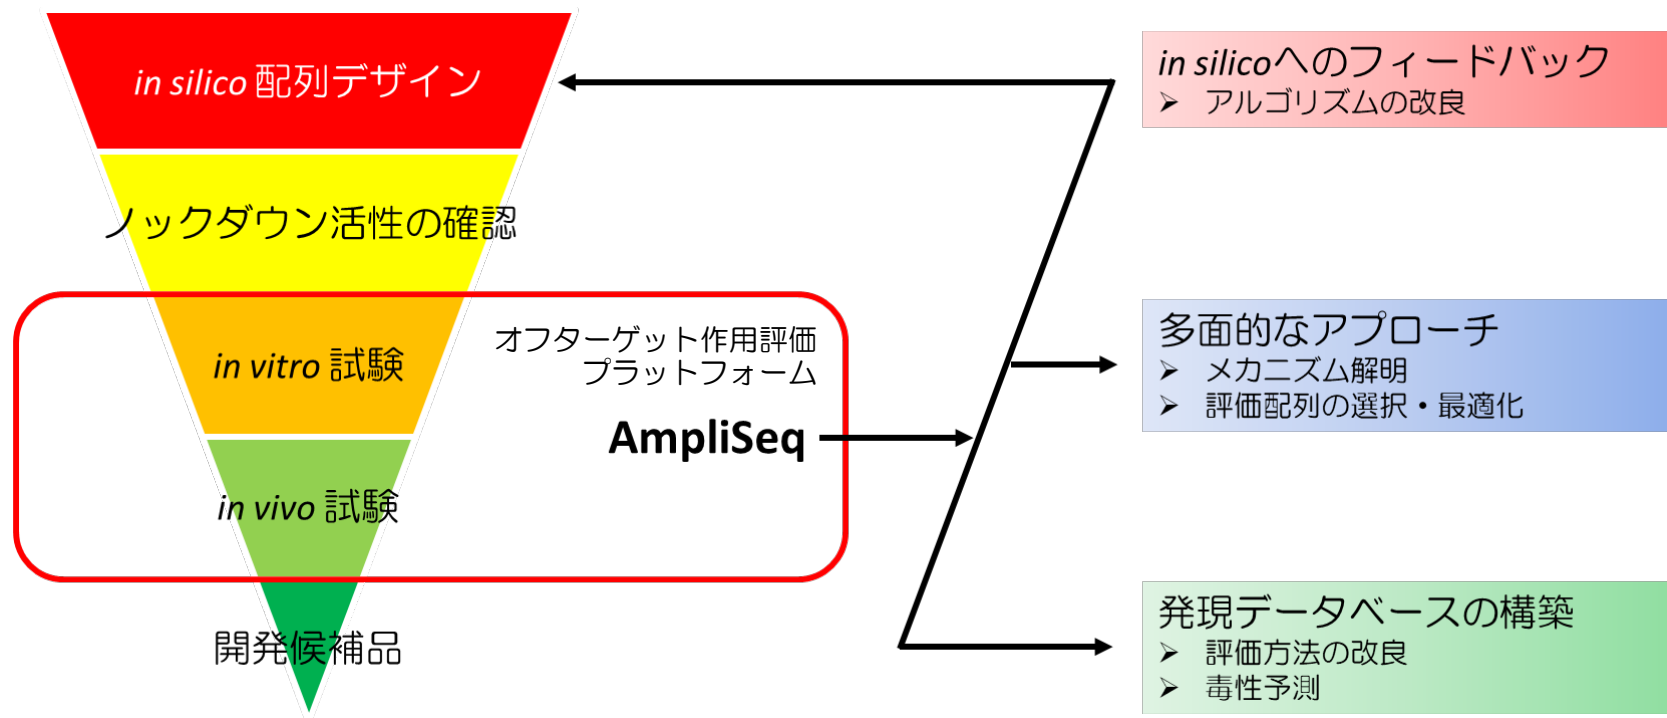 in silico 配列デザイン
ノックダウン活性の確認
in vitro 試験
in vivo 試験
開発候補品
オフターゲット作用評価
プラットフォーム
AmpliSeq
in silicoへのフィードバック
➢ アルゴリズムの改良
多面的なアプローチ
➢ メカニズム解明
➢ 評価配列の選択・最適化
発現データベースの構築
➢ 評価方法の改良
➢ 毒性予測